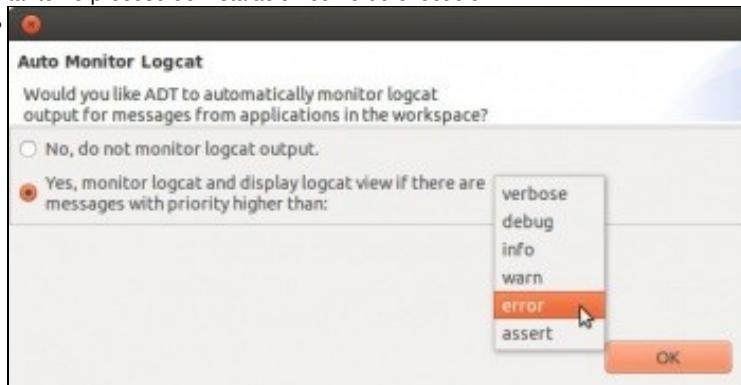 Auto Monitor Logcat
Would you like ADT to automatically monitor logcat
output for messages from applications in the workspace?
No, do not monitor logcat output.
Yes, monitor logcat and display logcat view if there are
messages with priority higher than:
verbose
debug
info
warn
error
assert
OK